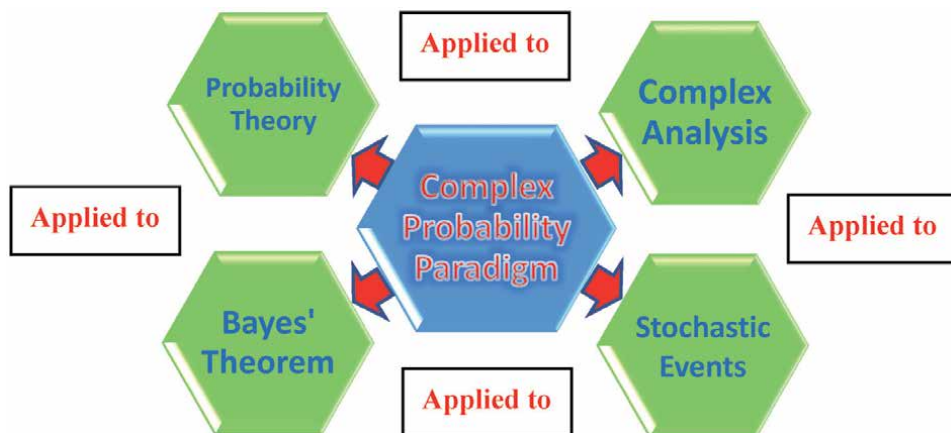 Applied to
Probability
Theory
Complex
Analysis
Complex
Probability
Paradigm
Applied to
Applied to
Bayes'
Theorem
Stochastic
Events
Applied to